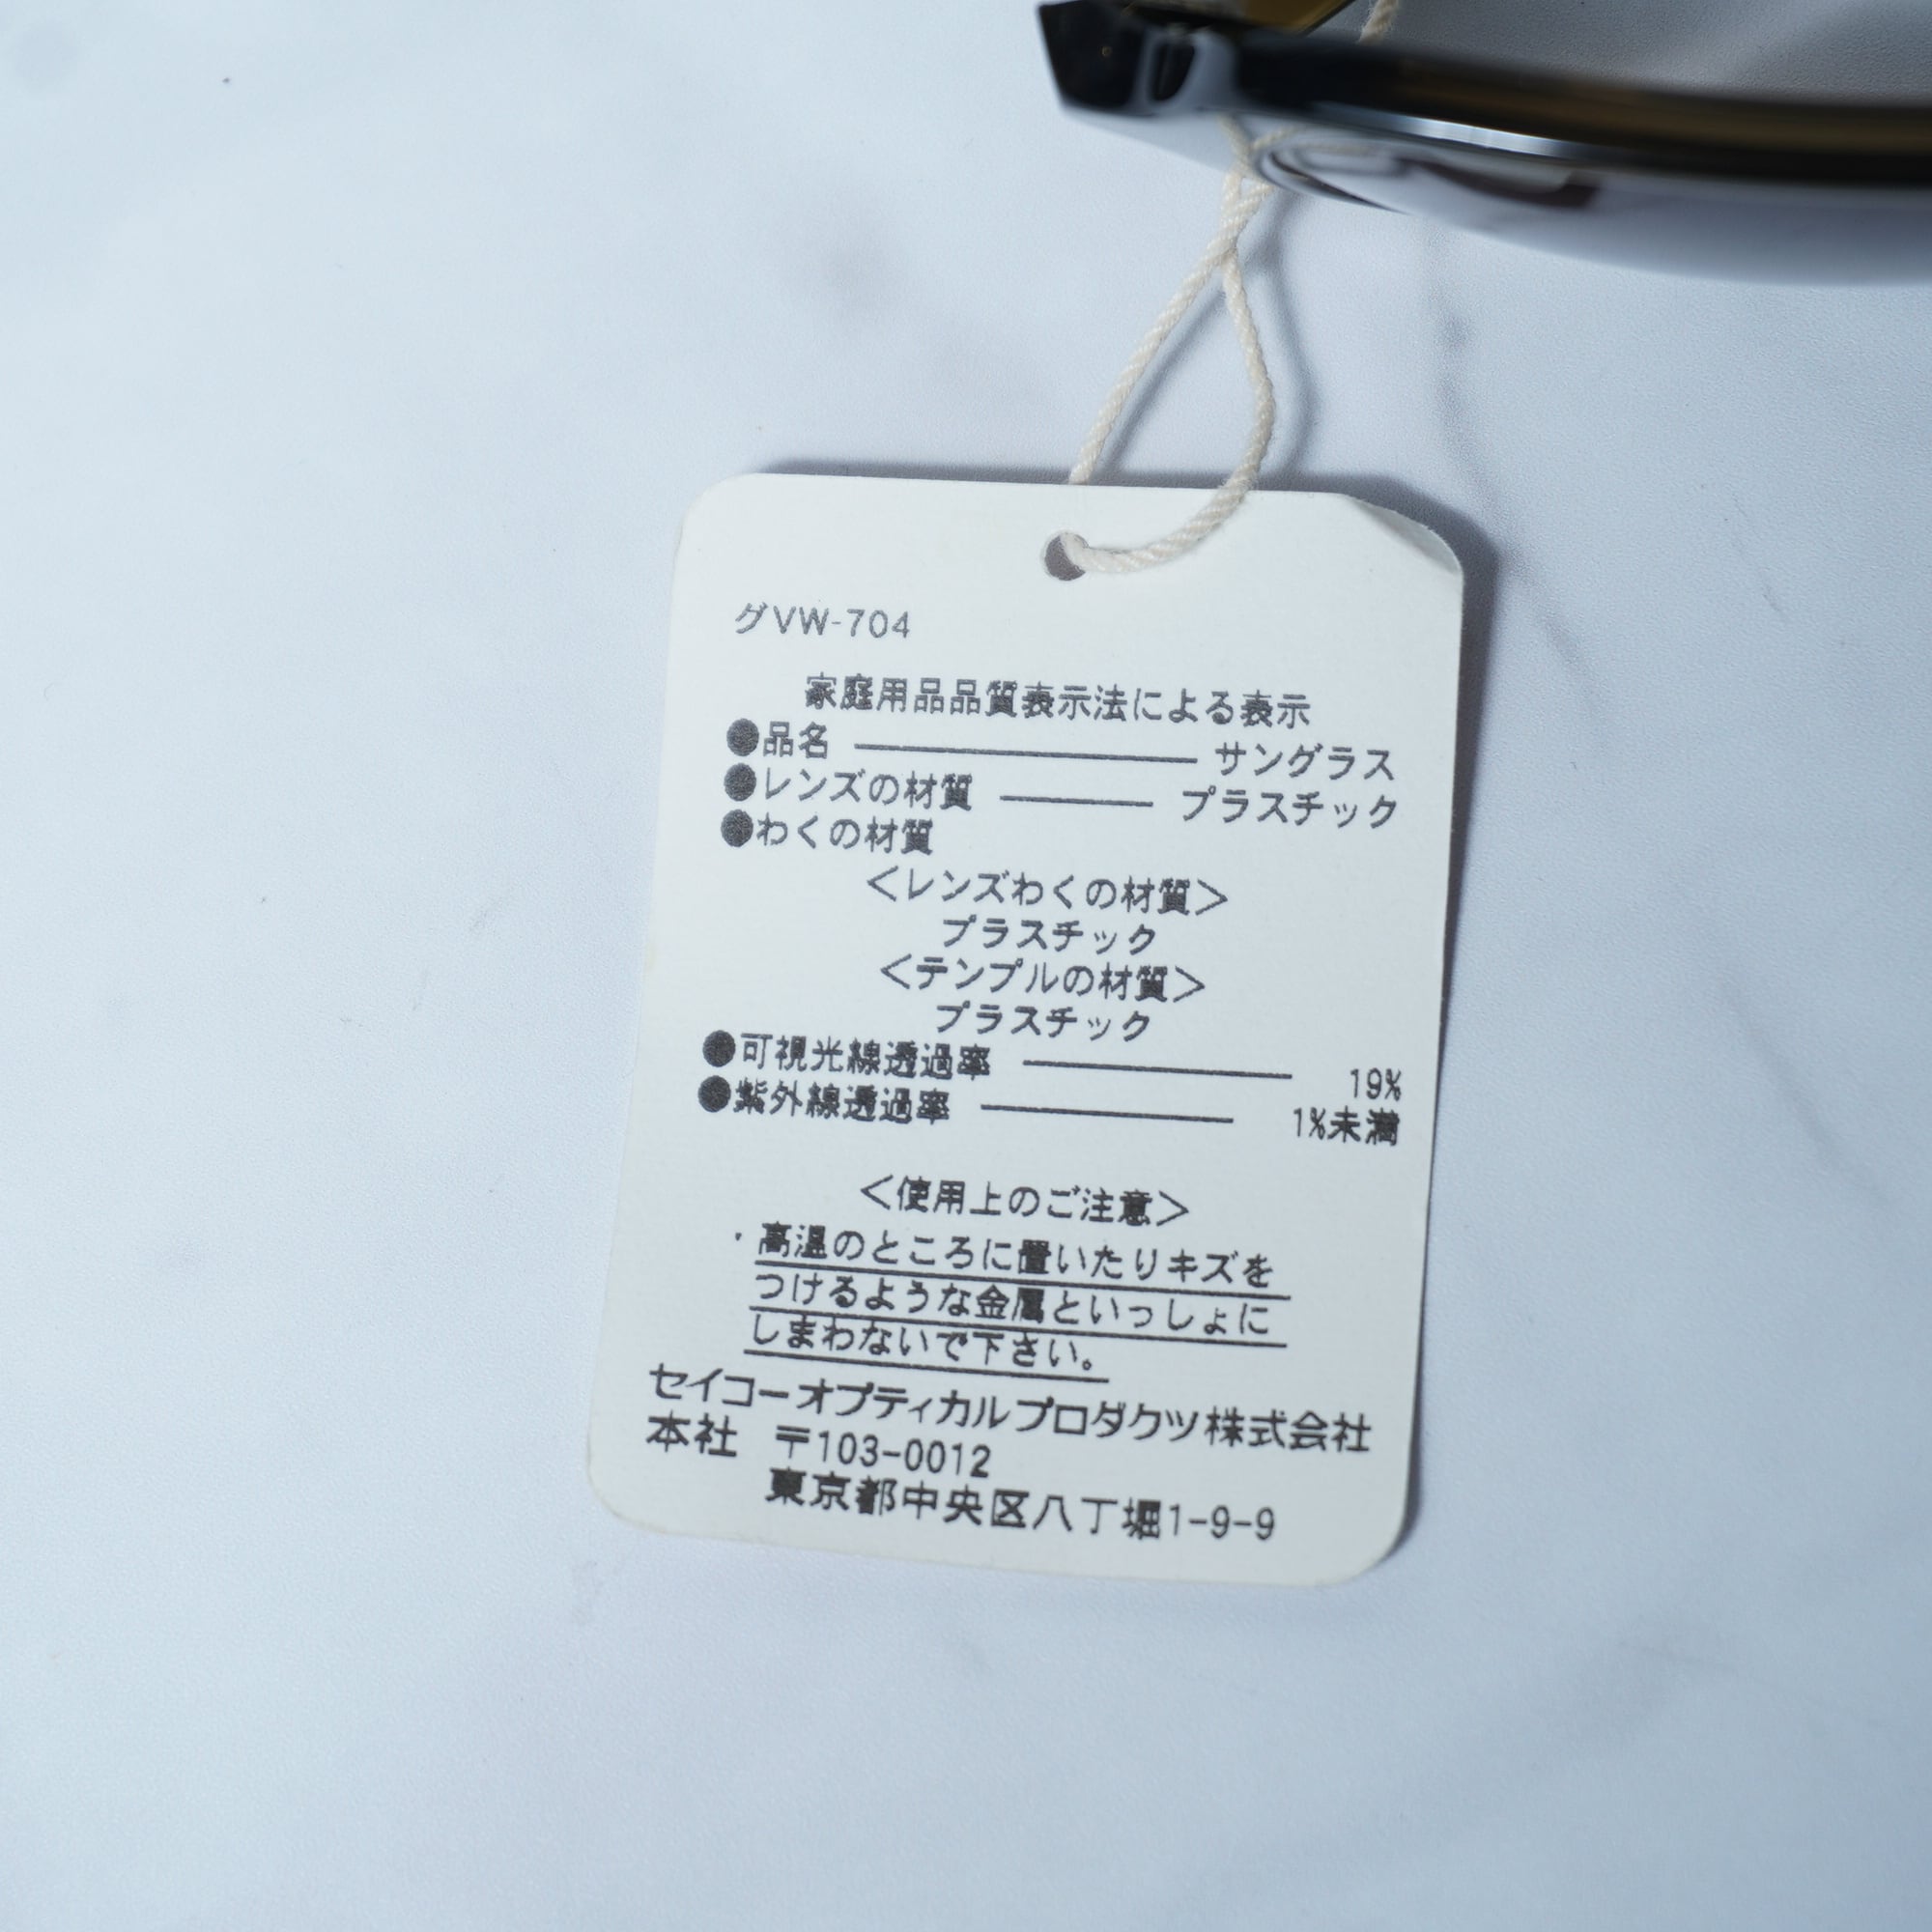 グVW-704
家庭用品品質表示法による表示
●品名 ―――― サングラス
●レンズの材質 ―――― プラスチック
●わくの材質
<レンズわくの材質>
プラスチック
<テンプルの材質>
プラスチック
●可視光線透過率 ―――― 19%
●紫外線透過率 ―――― 1%未満
<使用上のご注意>
・高温のところに置いたりキズを
つけるような金属といっしょに
しまわないで下さい。
セイコーオプティカルプロダクツ株式会社
本社 〒103-0012
東京都中央区八丁堀1-9-9